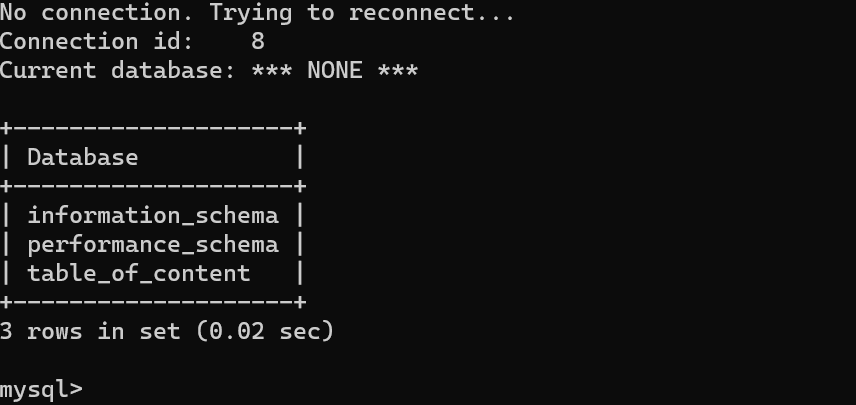 No connection. Trying to reconnect...
Connection id:    8
Current database: *** NONE ***
+--------------------+
| Database           |
+--------------------+
| information_schema |
| performance_schema |
| table_of_content   |
+--------------------+
3 rows in set (0.02 sec)
mysql>